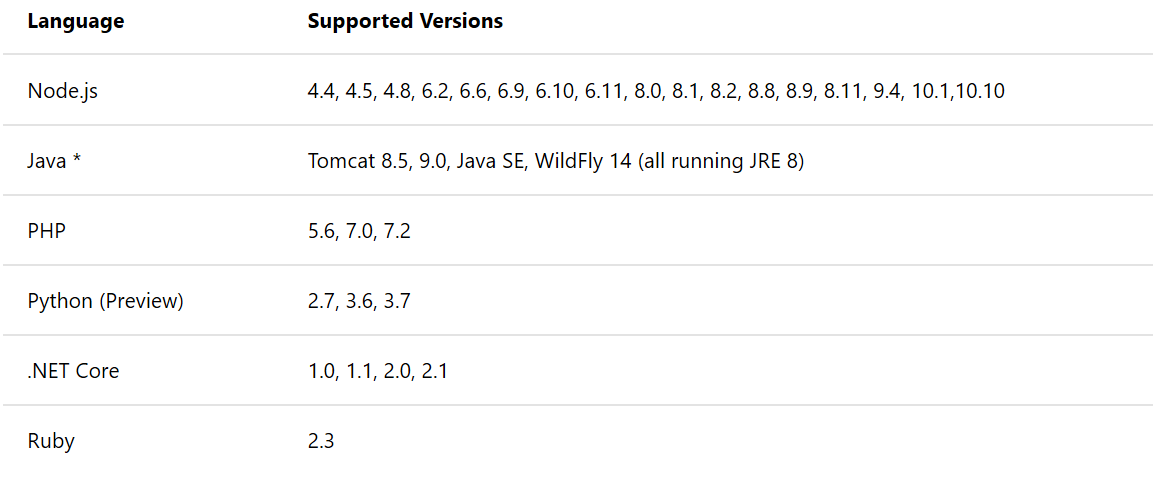 Language Supported Versions
Node.js 4.4, 4.5, 4.8, 6.2, 6.6, 6.9, 6.10, 6.11, 8.0, 8.1, 8.2, 8.8, 8.9, 8.11, 9.4, 10.1,10.10
Java * Tomcat 8.5, 9.0, Java SE, WildFly 14 (all running JRE 8)
PHP 5.6, 7.0, 7.2
Python (Preview) 2.7, 3.6, 3.7
.NET Core 1.0, 1.1, 2.0, 2.1
Ruby 2.3